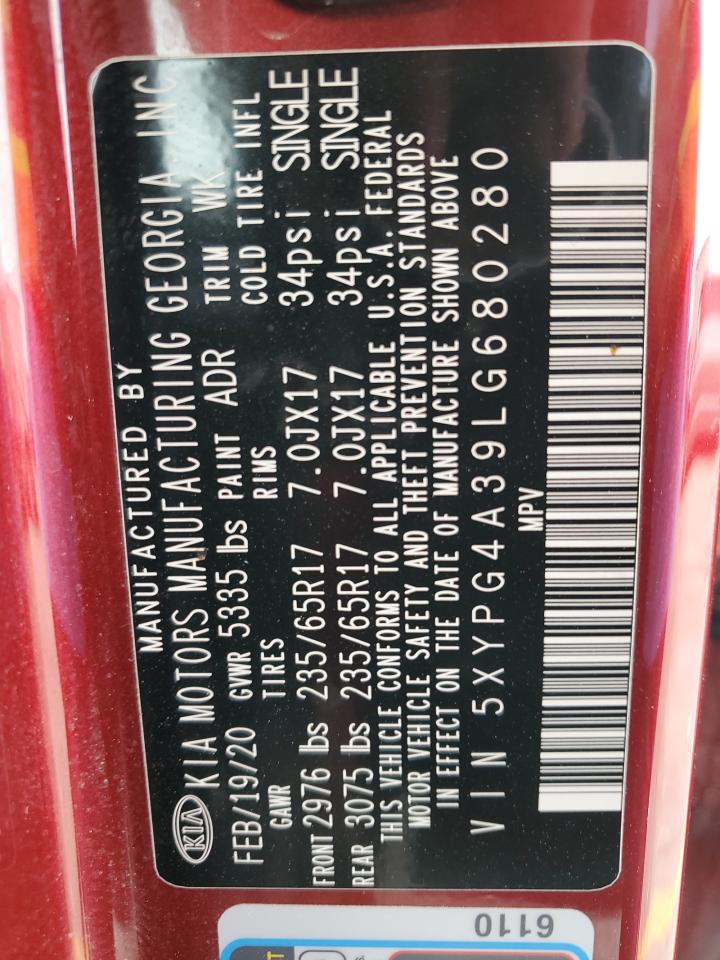 MANUFACTURED BY
KIA KIA MOTORS MANUFACTURING GEORGIA INC
FEB/19/20 GVWR 5335 lbs PAINT ADR TRIM WK
GAWR TIRES RIMS COLD TIRE INFL
FRONT 2976 lbs 235/65R17 7.0JX17 34psi SINGLE
REAR 3075 lbs 235/65R17 7.0JX17 34psi SINGLE
THIS VEHICLE CONFORMS TO ALL APPLICABLE U.S.A. FEDERAL
MOTOR VEHICLE SAFETY AND THEFT PREVENTION STANDARDS
IN EFFECT ON THE DATE OF MANUFACTURE SHOWN ABOVE
VIN 5XYPG4A39LG680280
MPV
6110